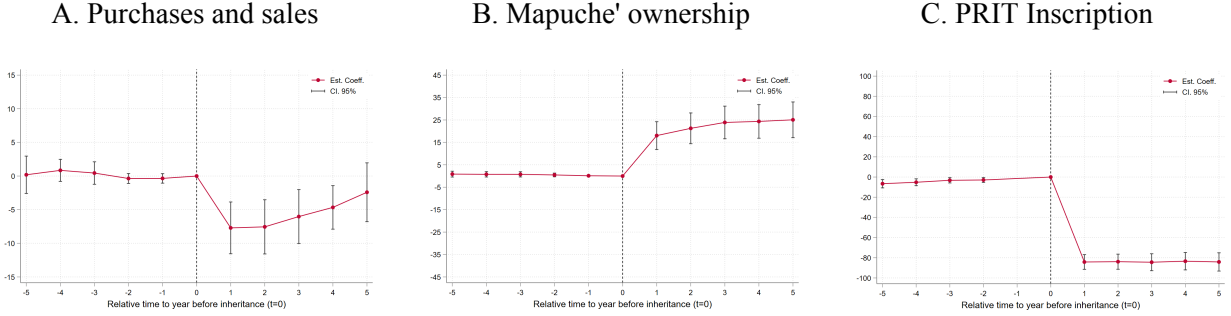 A. Purchases and sales
B. Mapuche' ownership
C. PRIT Inscription
15
10
5
0
-5
-10
-15
-5 -4 -3 -2 -1 0 1 2 3 4 5
Relative time to year before inheritance (t=0)
Est. Coeff.
CI. 95%
45
35
25
15
5
-5
-15
-25
-35
-45
-5 -4 -3 -2 -1 0 1 2 3 4 5
Relative time to year before inheritance (t=0)
Est. Coeff.
CI. 95%
100
80
60
40
20
0
-20
-40
-60
-80
-100
-5 -4 -3 -2 -1 0 1 2 3 4 5
Relative time to year before inheritance (t=0)
Est. Coeff.
CI. 95%